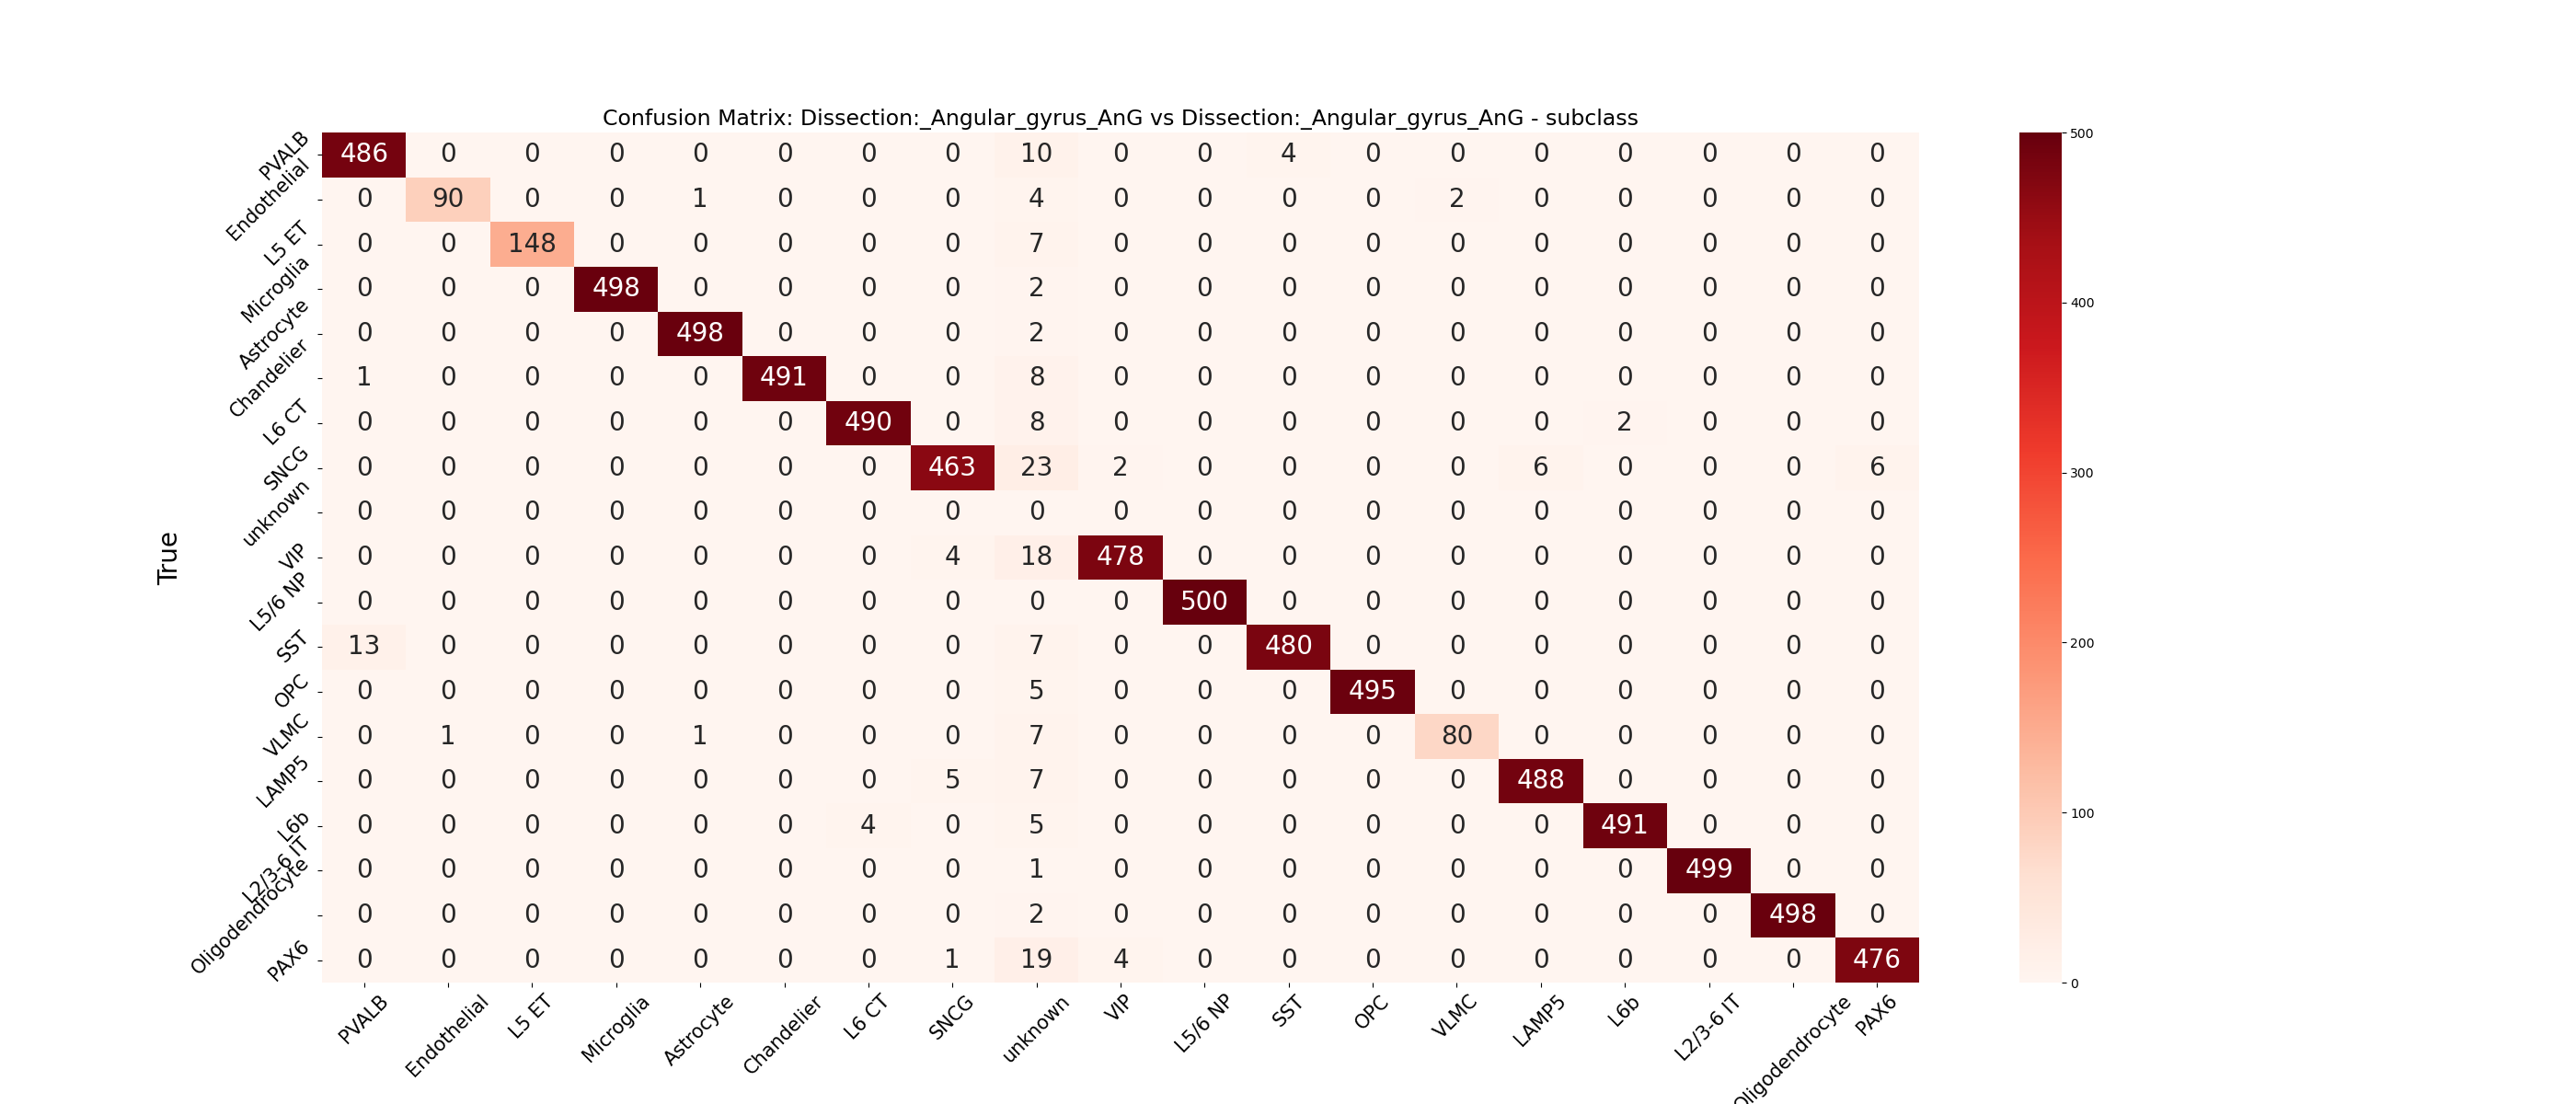 Confusion Matrix: Dissection:_Angular_gyrus_AnG vs Dissection:_Angular_gyrus_AnG - subclass
True
PVALB 486 0 0 0 0 0 0 0 10 0 0 4 0 0 0 0 0 0 0
Endothelial 0 90 0 0 1 0 0 0 4 0 0 0 0 2 0 0 0 0 0
L5 ET 0 0 148 0 0 0 0 0 7 0 0 0 0 0 0 0 0 0 0
Microglia 0 0 0 498 0 0 0 0 2 0 0 0 0 0 0 0 0 0 0
Astrocyte 0 0 0 0 498 0 0 0 2 0 0 0 0 0 0 0 0 0 0
Chandelier 1 0 0 0 0 491 0 0 8 0 0 0 0 0 0 0 0 0 0
L6 CT 0 0 0 0 0 0 490 0 8 0 0 0 0 0 0 2 0 0 0
SNCG 0 0 0 0 0 0 0 463 23 2 0 0 0 0 6 0 0 0 6
unknown 0 0 0 0 0 0 0 0 0 0 0 0 0 0 0 0 0 0 0
VIP 0 0 0 0 0 0 0 4 18 478 0 0 0 0 0 0 0 0 0
L5/6 NP 0 0 0 0 0 0 0 0 0 0 500 0 0 0 0 0 0 0 0
SST 13 0 0 0 0 0 0 0 7 0 0 480 0 0 0 0 0 0 0
OPC 0 0 0 0 0 0 0 0 5 0 0 0 495 0 0 0 0 0 0
VLMC 0 1 0 0 1 0 0 0 7 0 0 0 0 80 0 0 0 0 0
LAMP5 0 0 0 0 0 0 0 5 7 0 0 0 0 0 488 0 0 0 0
L6b 0 0 0 0 0 0 4 0 5 0 0 0 0 0 0 491 0 0 0
L2/3-6 IT 0 0 0 0 0 0 0 0 1 0 0 0 0 0 0 0 499 0 0
Oligodendrocyte 0 0 0 0 0 0 0 0 2 0 0 0 0 0 0 0 0 498 0
PAX6 0 0 0 0 0 0 0 1 19 4 0 0 0 0 0 0 0 0 476
PVALB Endothelial L5 ET Microglia Astrocyte Chandelier L6 CT SNCG unknown VIP L5/6 NP SST OPC VLMC LAMP5 L6b L2/3-6 IT Oligodendrocyte PAX6
500
400
300
200
100
0